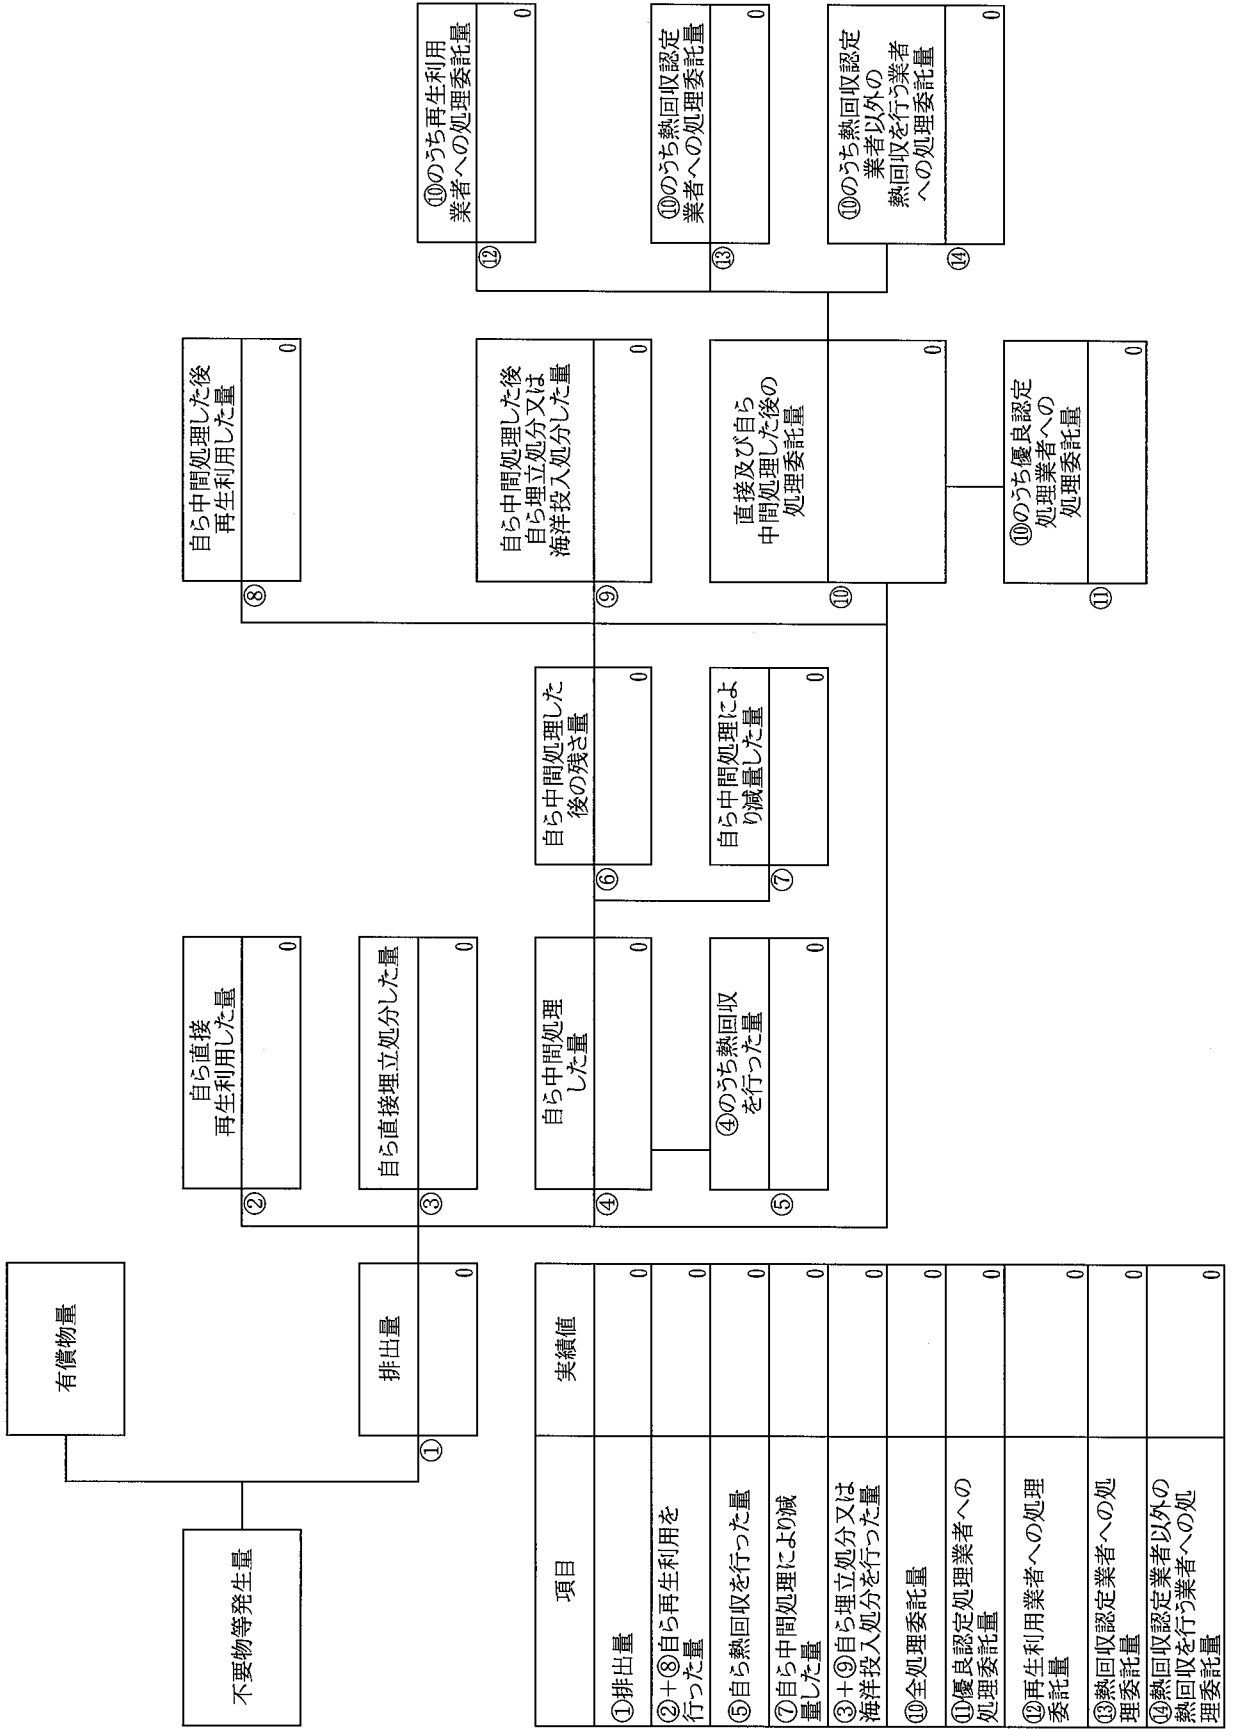 不要物等発生量
有償物量
排出量
①
0
自ら直接
再生利用した量
②
0
自ら直接埋立処分した量
③
0
自ら中間処理
した量
④
0
④のうち熱回収
を行った量
⑤
0
自ら中間処理した
後の残さ量
⑥
0
自ら中間処理によ
り減量した量
⑦
0
自ら中間処理した後
再生利用した量
⑧
0
自ら中間処理した後
自ら埋立処分又は
海洋投入処分した量
⑨
0
直接及び自ら
中間処理した後の
処理委託量
⑩
0
⑩のうち優良認定
処理業者への
処理委託量
⑪
0
⑩のうち再生利用
業者への処理委託量
⑫
0
⑩のうち熱回収認定
業者への処理委託量
⑬
0
⑩のうち熱回収認定
業者以外の
熱回収を行う業者
への処理委託量
⑭
0
項目 実績値
①排出量 0
②+⑧自ら再生利用を
行った量 0
⑤自ら熱回収を行った量 0
⑦自ら中間処理により減
量した量 0
③+⑨自ら埋立処分又は
海洋投入処分を行った量 0
⑩全処理委託量 0
⑪優良認定処理業者への
処理委託量 0
⑫再生利用業者への処理
委託量 0
⑬熱回収認定業者への処
理委託量 0
⑭熱回収認定業者以外の
熱回収を行う業者への処
理委託量 0